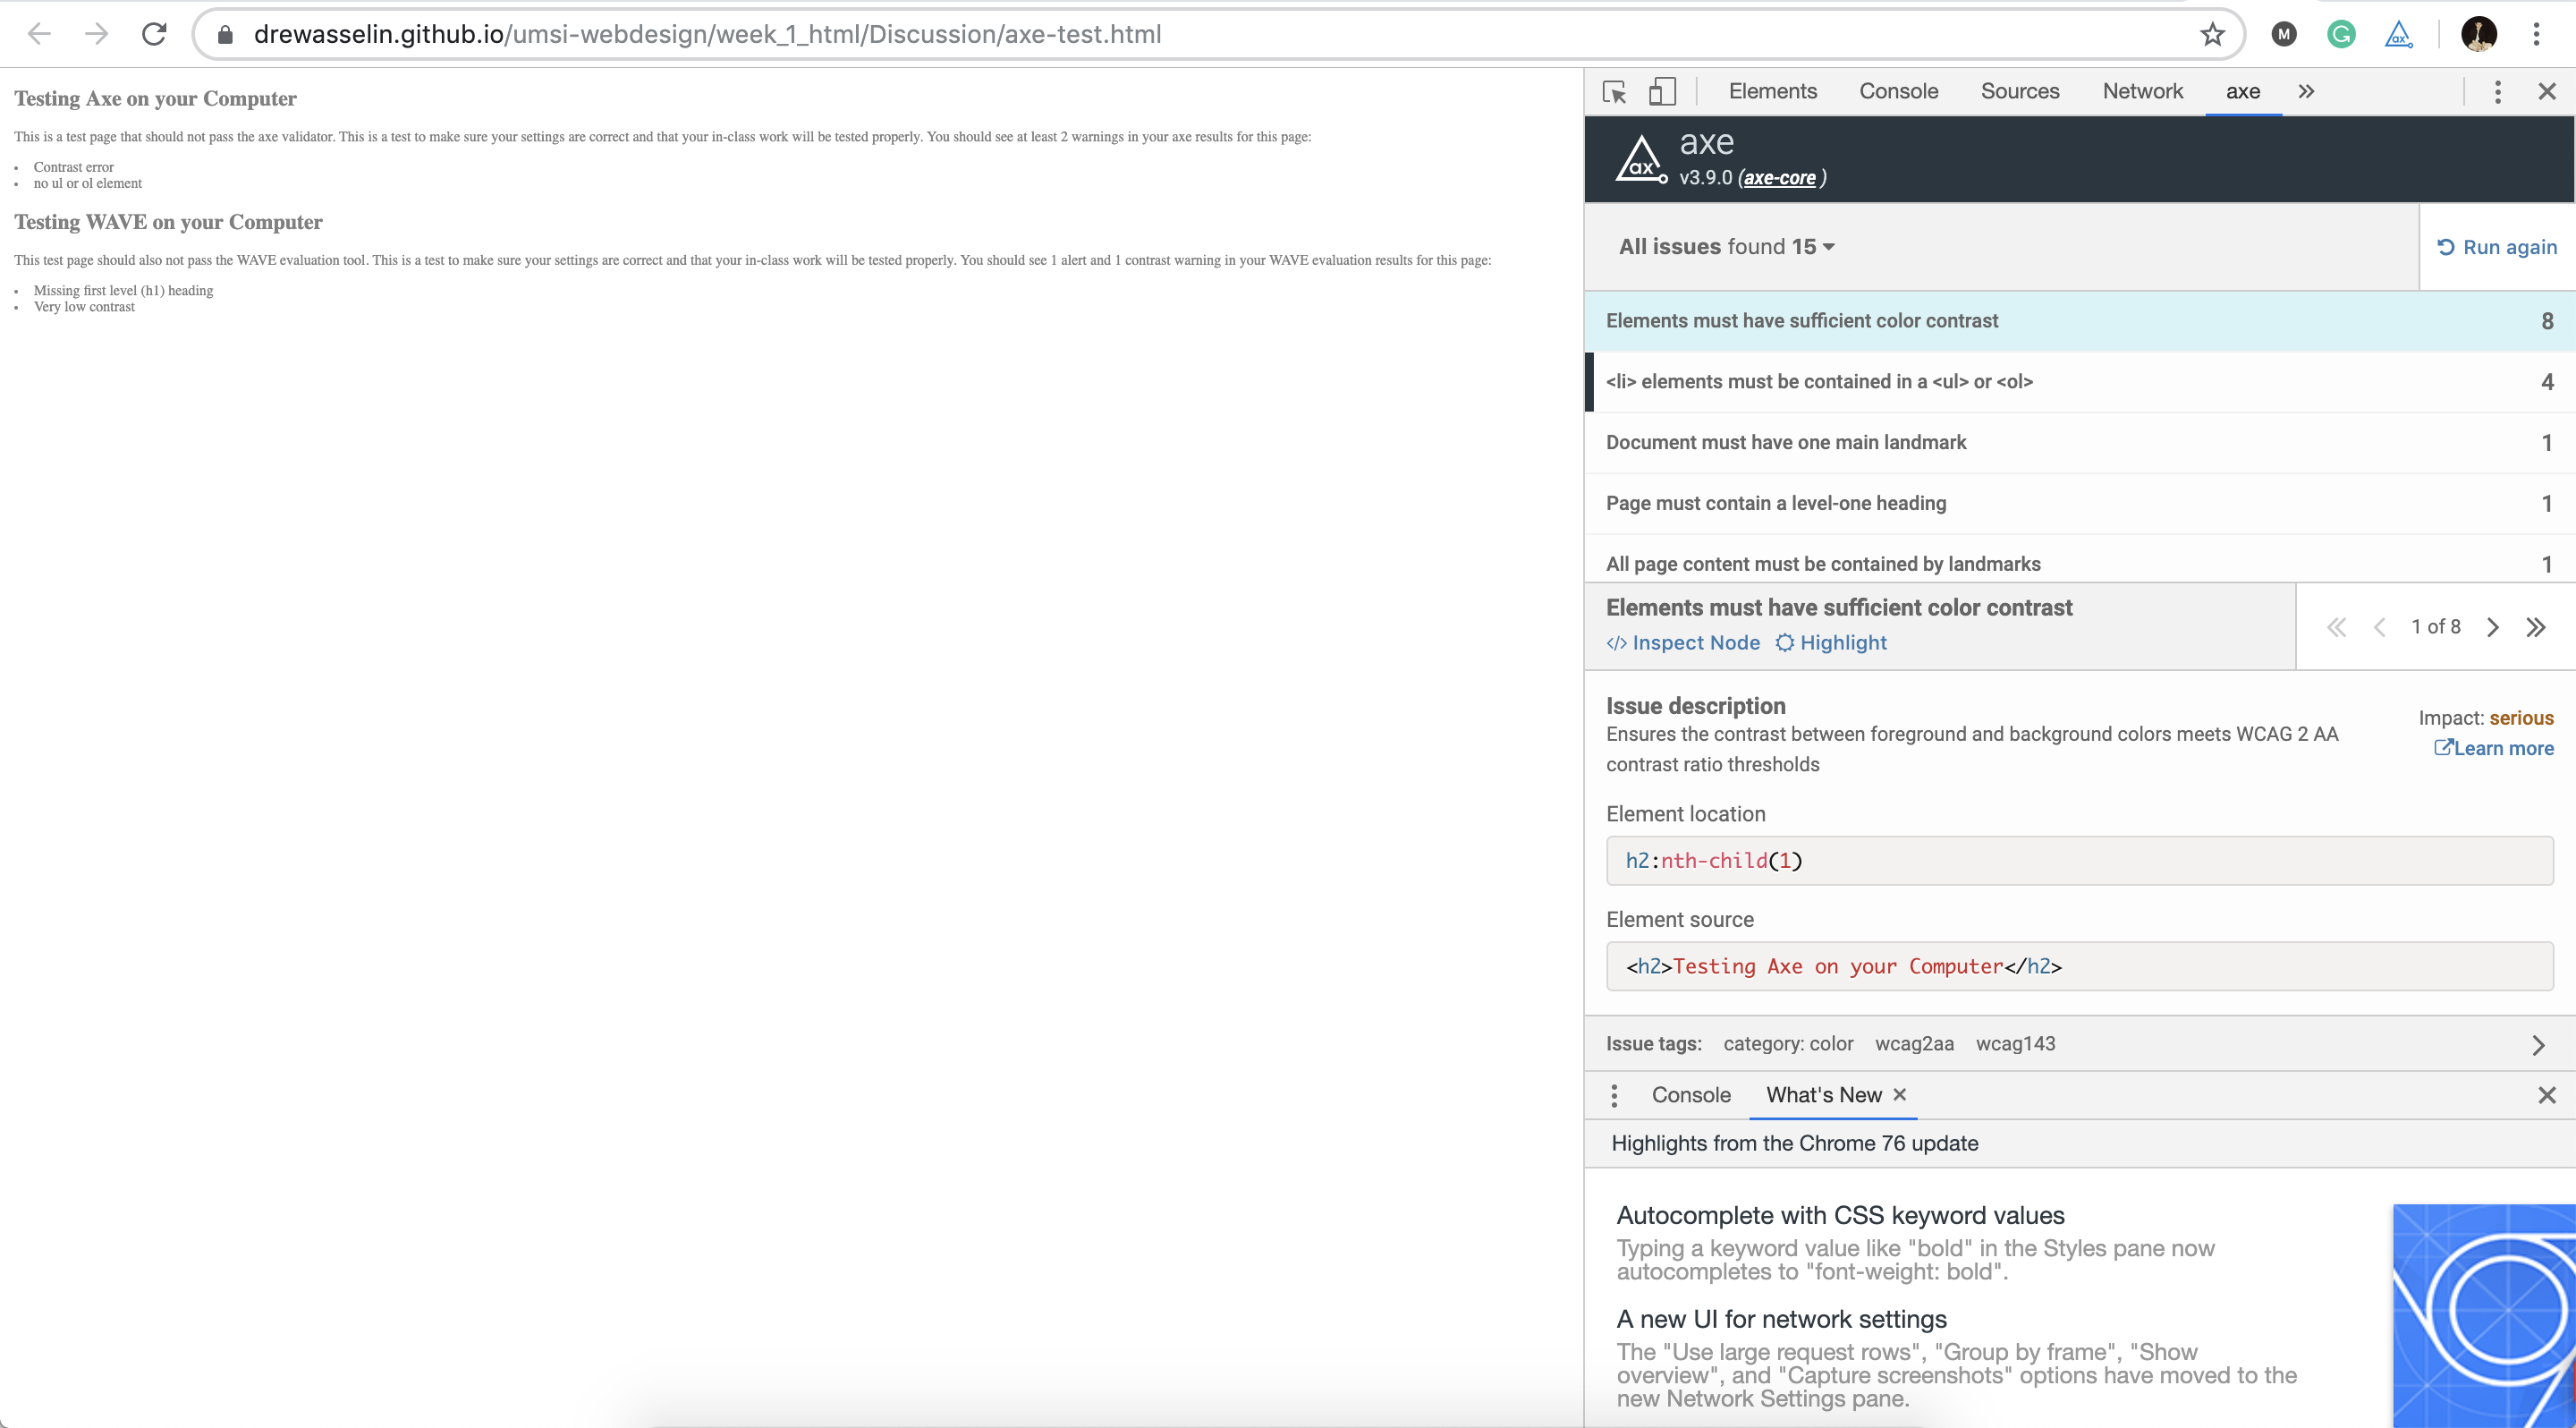 drewasselin.github.io/umsi-webdesign/week_1_html/Discussion/axe-test.html
M
G
ax
Testing Axe on your Computer
This is a test page that should not pass the axe validator. This is a test to make sure your settings are correct and that your in-class work will be tested properly. You should see at least 2 warnings in your axe results for this page:
• Contrast error
• no ul or ol element
Testing WAVE on your Computer
This test page should also not pass the WAVE evaluation tool. This is a test to make sure your settings are correct and that your in-class work will be tested properly. You should see 1 alert and 1 contrast warning in your WAVE evaluation results for this page:
• Missing first level (h1) heading
• Very low contrast
Elements Console Sources Network axe »
ax
axe
v3.9.0 (axe-core )
All issues found 15
Run again
Elements must have sufficient color contrast 8
<li> elements must be contained in a <ul> or <ol> 4
Document must have one main landmark 1
Page must contain a level-one heading 1
All page content must be contained by landmarks 1
Elements must have sufficient color contrast
</> Inspect Node Highlight
1 of 8
Issue description
Ensures the contrast between foreground and background colors meets WCAG 2 AA
contrast ratio thresholds
Impact: serious
Learn more
Element location
h2:nth-child(1)
Element source
<h2>Testing Axe on your Computer</h2>
Issue tags: category: color wcag2aa wcag143
Console What's New ×
Highlights from the Chrome 76 update
Autocomplete with CSS keyword values
Typing a keyword value like "bold" in the Styles pane now
autocompletes to "font-weight: bold".
A new UI for network settings
The "Use large request rows", "Group by frame", "Show
overview", and "Capture screenshots" options have moved to the
new Network Settings pane.